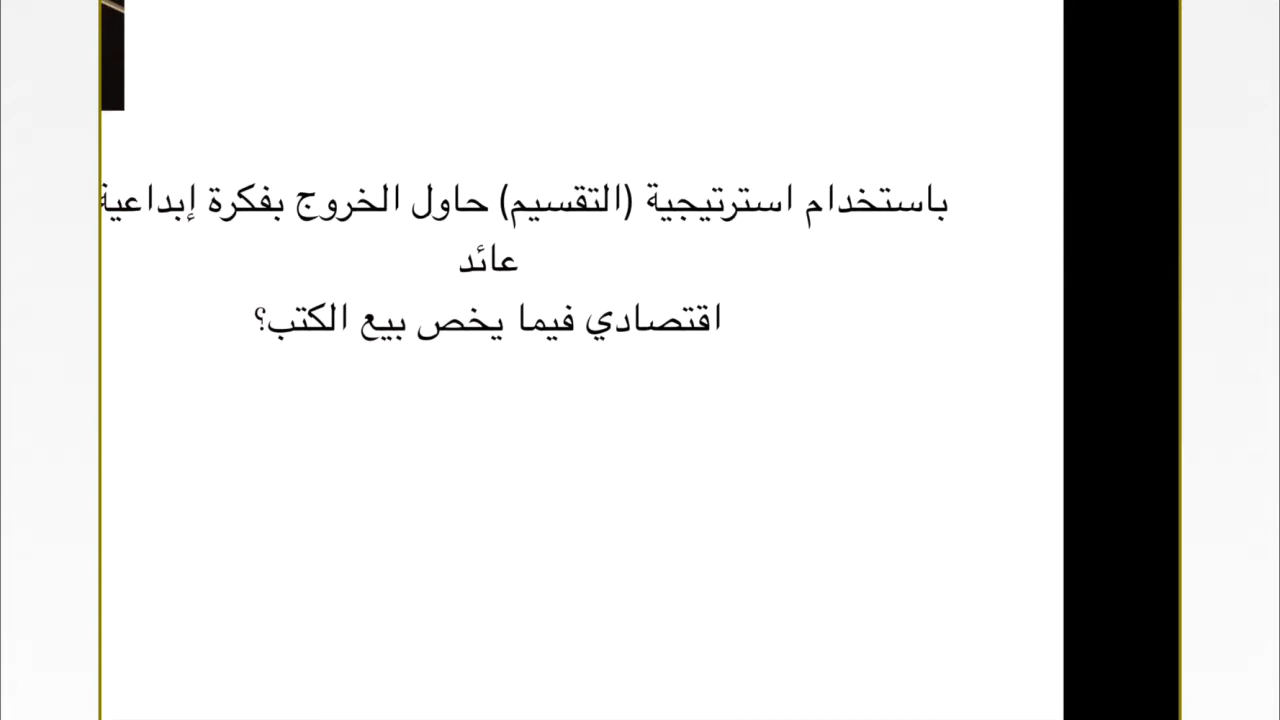 باستخدام استرتيجية (التقسيم) حاول الخروج بفكرة إبداعية
عائد
اقتصادي فيما يخص بيع الكتب؟